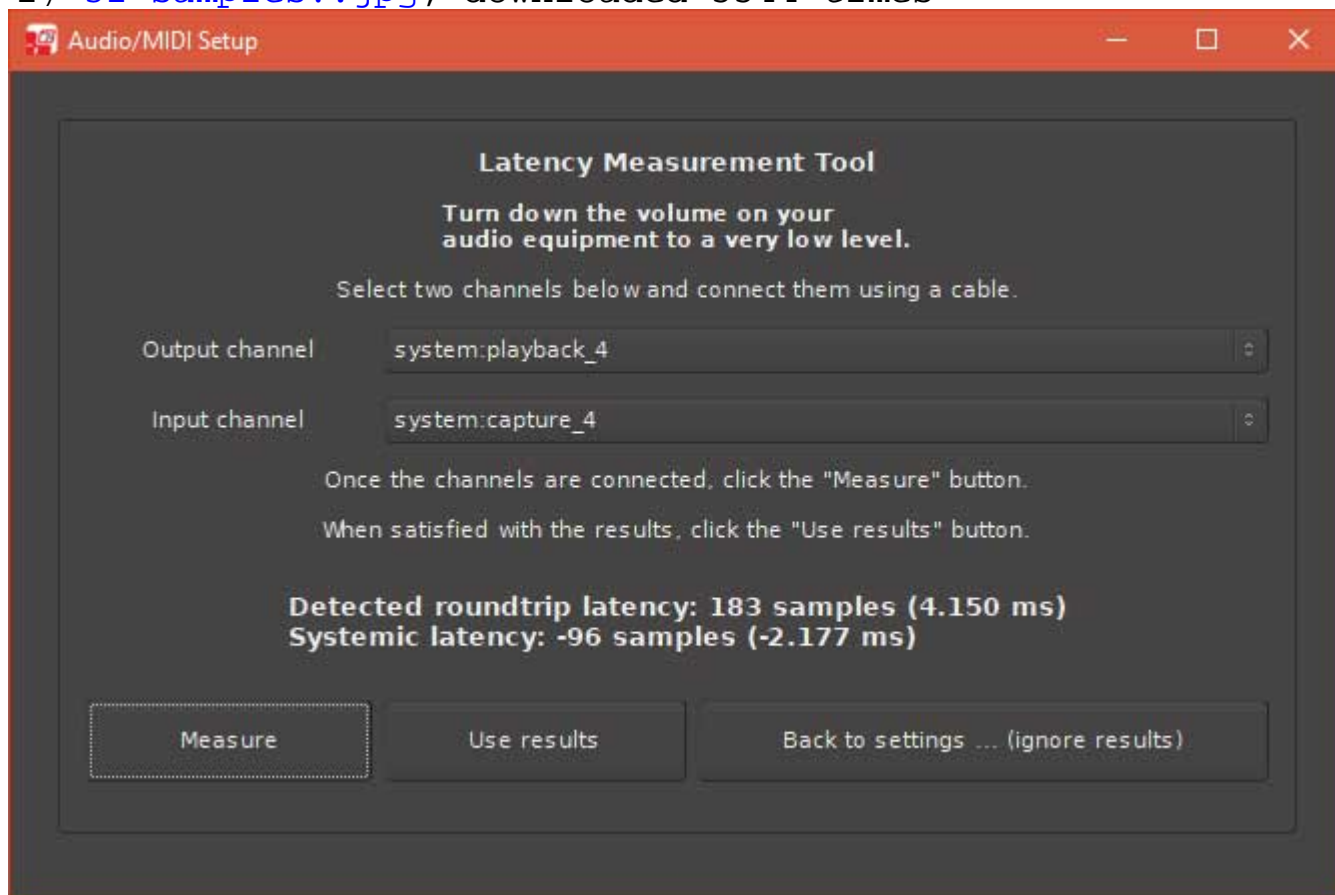 Audio/MIDI Setup
Latency Measurement Tool
Turn down the volume on your
audio equipment to a very low level.
Select two channels below and connect them using a cable.
Output channel system:playback_4
Input channel system:capture_4
Once the channels are connected, click the "Measure" button.
When satisfied with the results, click the "Use results" button.
Detected roundtrip latency: 183 samples (4.150 ms)
Systemic latency: -96 samples (-2.177 ms)
Measure Use results Back to settings ... (ignore results)